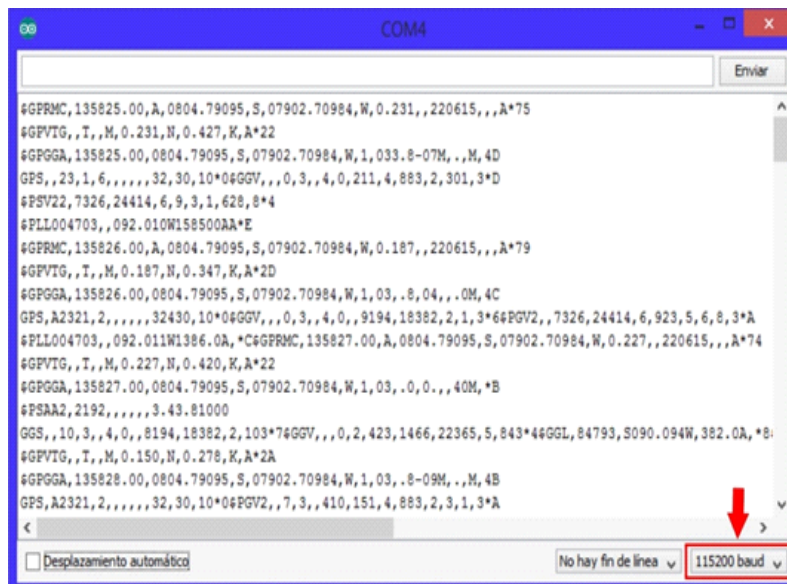 COM4
Enviar
$GPRMC,135825.00,A,0804.79095,S,07902.70984,W,0.231,,220615,,,A*75
$GPVTG,,T,,M,0.231,N,0.427,K,A*22
$GPGGA,135825.00,0804.79095,S,07902.70984,W,1,033.8-07M,.,M,4D
GPS,,23,1,6,,,,,,32,30,10*0$GGV,,,0,3,,4,0,211,4,883,2,301,3*D
$PSV22,7326,24414,6,9,3,1,628,8*4
$PLL004703,,092.010W158500AA*E
$GPRMC,135826.00,A,0804.79095,S,07902.70984,W,0.187,,220615,,,A*79
$GPVTG,,T,,M,0.187,N,0.347,K,A*2D
$GPGGA,135826.00,0804.79095,S,07902.70984,W,1,03,.8,04,,.0M,4C
GPS,A2321,2,,,,,,32430,10*0$GGV,,,0,3,,4,0,,9194,18382,2,1,3*6$PGV2,,7326,24414,6,923,5,6,8,3*A
$PLL004703,,092.011W1386.0A,*C$GPRMC,135827.00,A,0804.79095,S,07902.70984,W,0.227,,220615,,,A*74
$GPVTG,,T,,M,0.227,N,0.420,K,A*22
$GPGGA,135827.00,0804.79095,S,07902.70984,W,1,03,.0,0.,,40M,*B
$PSAA2,2192,,,,,,3.43.81000
GGS,,10,3,,4,0,,8194,18382,2,103*7$GGV,,,0,2,423,1466,22365,5,843*4$GGL,84793,S090.094W,382.0A,*8
$GPVTG,,T,,M,0.150,N,0.278,K,A*2A
$GPGGA,135828.00,0804.79095,S,07902.70984,W,1,03,.8-09M,,M,4B
GPS,A2321,2,,,,,,32,30,10*0$PGV2,,7,3,,410,151,4,883,2,3,1,3*A
Desplazamiento automático
No hay fin de línea
115200 baud